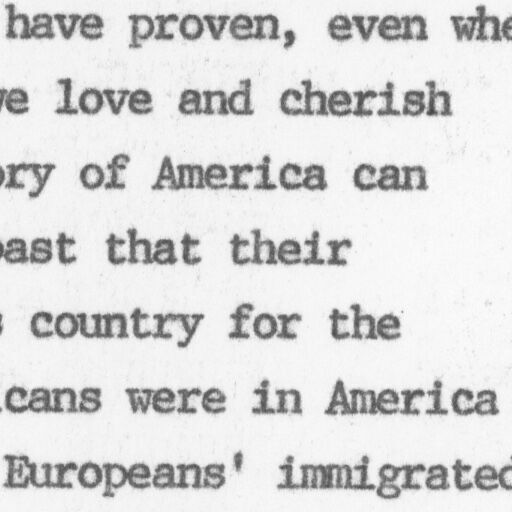 have proven, even whe
ve love and cherish
ory of America can
oast that their
s country for the
icans were in America
Europeans' immigrated